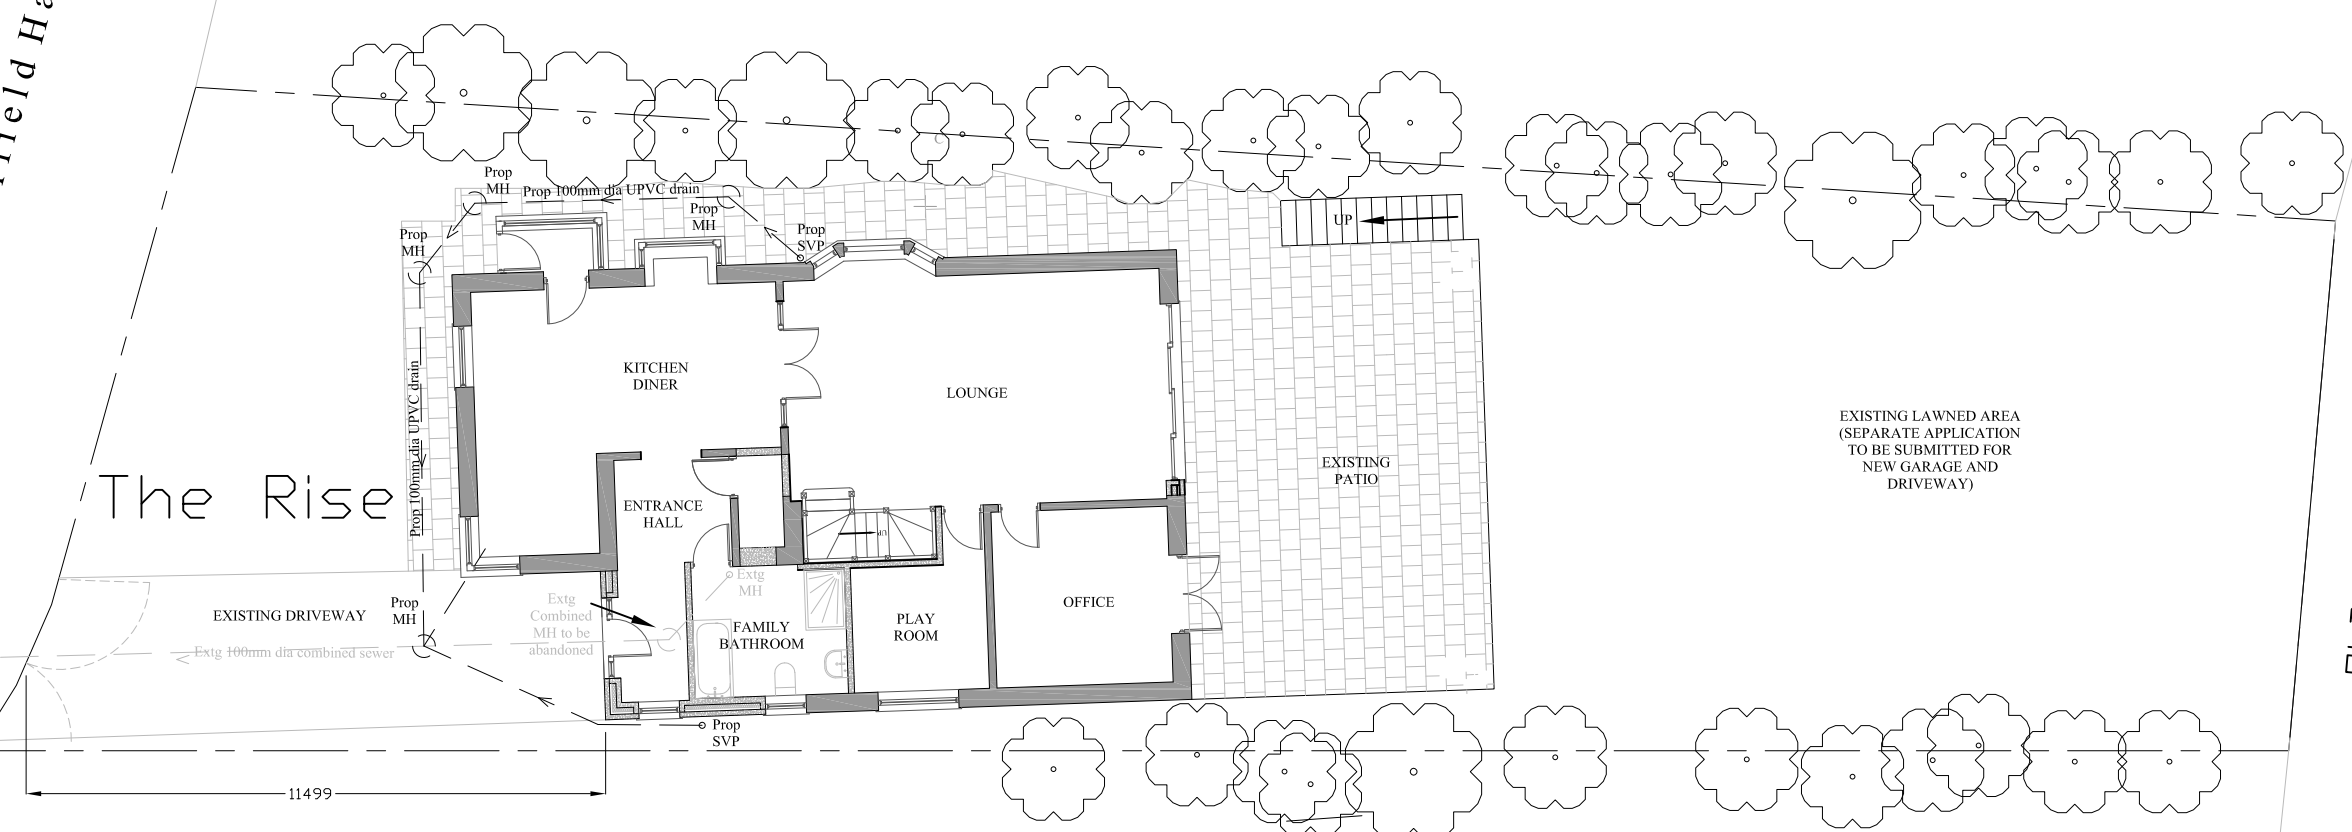 Prop
MH
Prop 100mm dia UPVC drain
Prop
MH
Prop
SVP
Prop
MH
UP
KITCHEN
DINER
LOUNGE
Prop 100mm dia UPVC drain
EXISTING
PATIO
EXISTING LAWNED AREA
(SEPARATE APPLICATION
TO BE SUBMITTED FOR
NEW GARAGE AND
DRIVEWAY)
The Rise
ENTRANCE
HALL
UP
Extg
MH
Extg
Combined
MH to be
abandoned
EXISTING DRIVEWAY
Prop
MH
Extg 100mm dia combined sewer
FAMILY
BATHROOM
PLAY
ROOM
OFFICE
Prop
SVP
11499